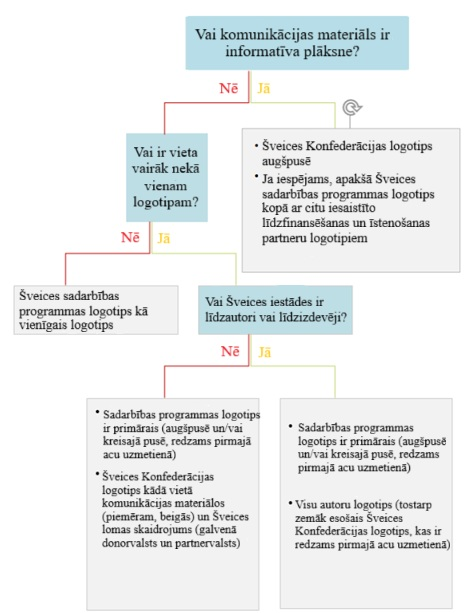 Vai komunikācijas materiāls ir
informatīva plāksne?
Nē Jā
Vai ir vieta
vairāk nekā
vienam
logotipam?
• Šveices Konfederācijas logotips
augšpusē
• Ja iespējams, apakšā Šveices
sadarbības programmas logotips
kopā ar citu iesaistīto
līdzfinansēšanas un īstenošanas
partneru logotipiem
Nē Jā
Šveices sadarbības
programmas logotips kā
vienīgais logotips
Vai Šveices iestādes ir
līdzautori vai līdzizdevēji?
Nē Jā
• Sadarbības programmas logotips
ir primārais (augšpusē un/vai
kreisajā pusē, redzams pirmajā
acu uzmetienā)
• Šveices Konfederācijas
logotips kādā vietā
komunikācijas materiālos
(piemēram, beigās) un Šveices
lomas skaidrojums (galvenā
donorvalsts un partnervalsts)
• Sadarbības programmas
logotips ir primārais (augšpusē
un/vai kreisajā pusē, redzams
pirmajā acu uzmetienā)
• Visu autoru logotips (tostarp
zemāk esošais Šveices
Konfederācijas logotips, kas ir
redzams pirmajā acu uzmetienā)